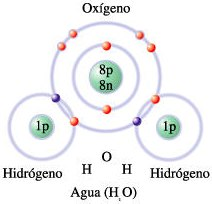 Oxígeno
8p
8n
1p
1p
O
H H
Hidrógeno Hidrógeno
Agua (H₂O)